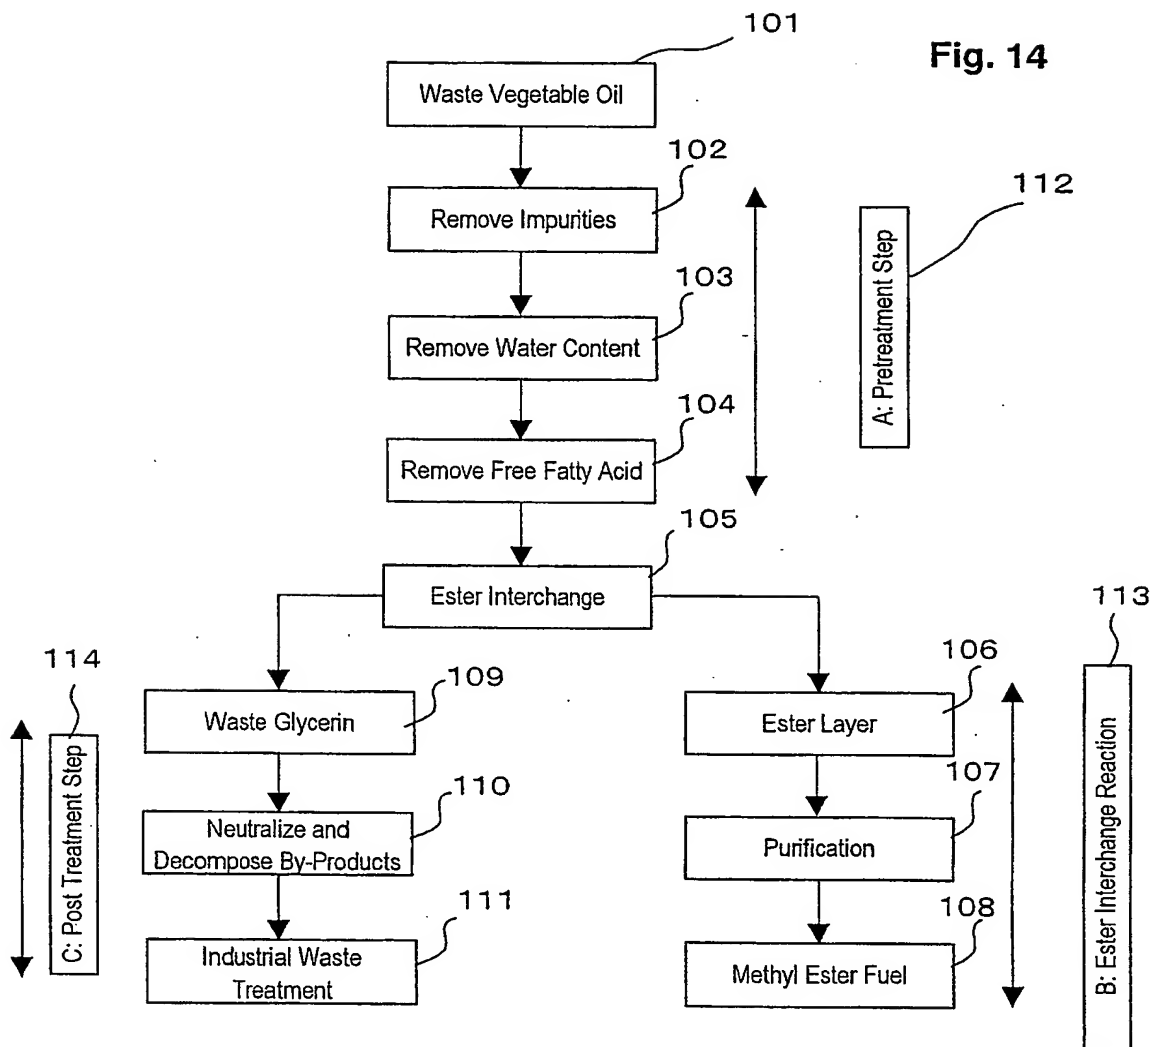 Fig. 14
101
Waste Vegetable Oil
102
Remove Impurities
103
Remove Water Content
104
Remove Free Fatty Acid
112
A: Pretreatment Step
105
Ester Interchange
113
B: Ester Interchange Reaction
114
C: Post Treatment Step
109
Waste Glycerin
110
Neutralize and
Decompose By-Products
111
Industrial Waste
Treatment
106
Ester Layer
107
Purification
108
Methyl Ester Fuel